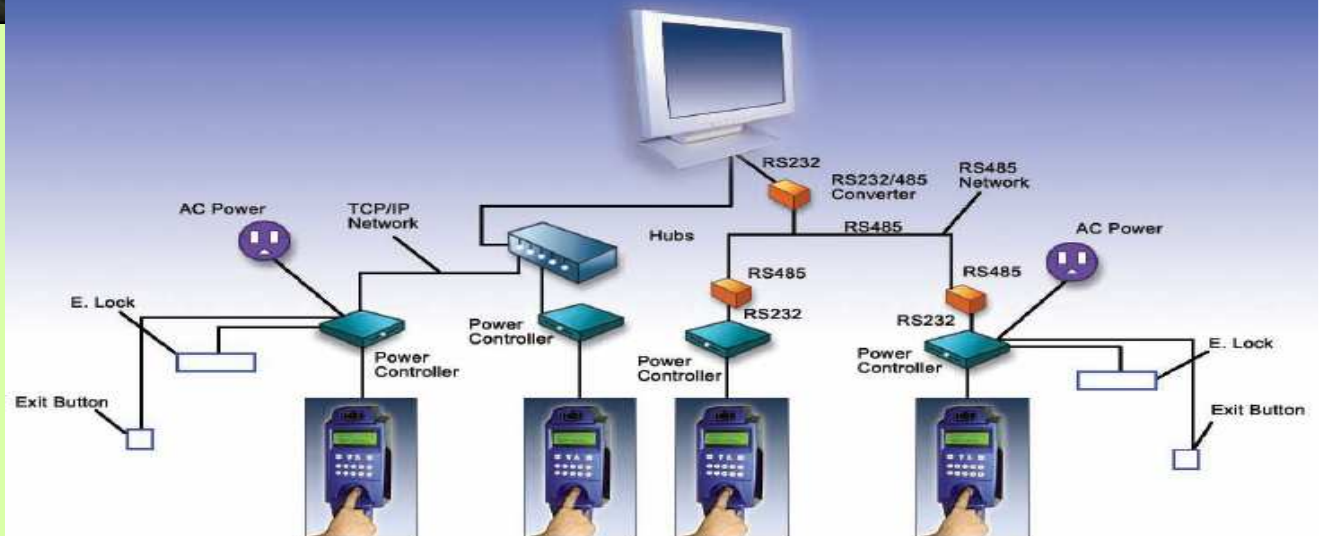 RS232
RS232/485
Converter
RS485
Network
AC Power
TCP/IP
Network
Hubs
RS485
AC Power
RS485
RS485
E. Lock
RS232
RS232
Power
Controller
Power
Controller
Power
Controller
Power
Controller
E. Lock
Exit Button
Exit Button